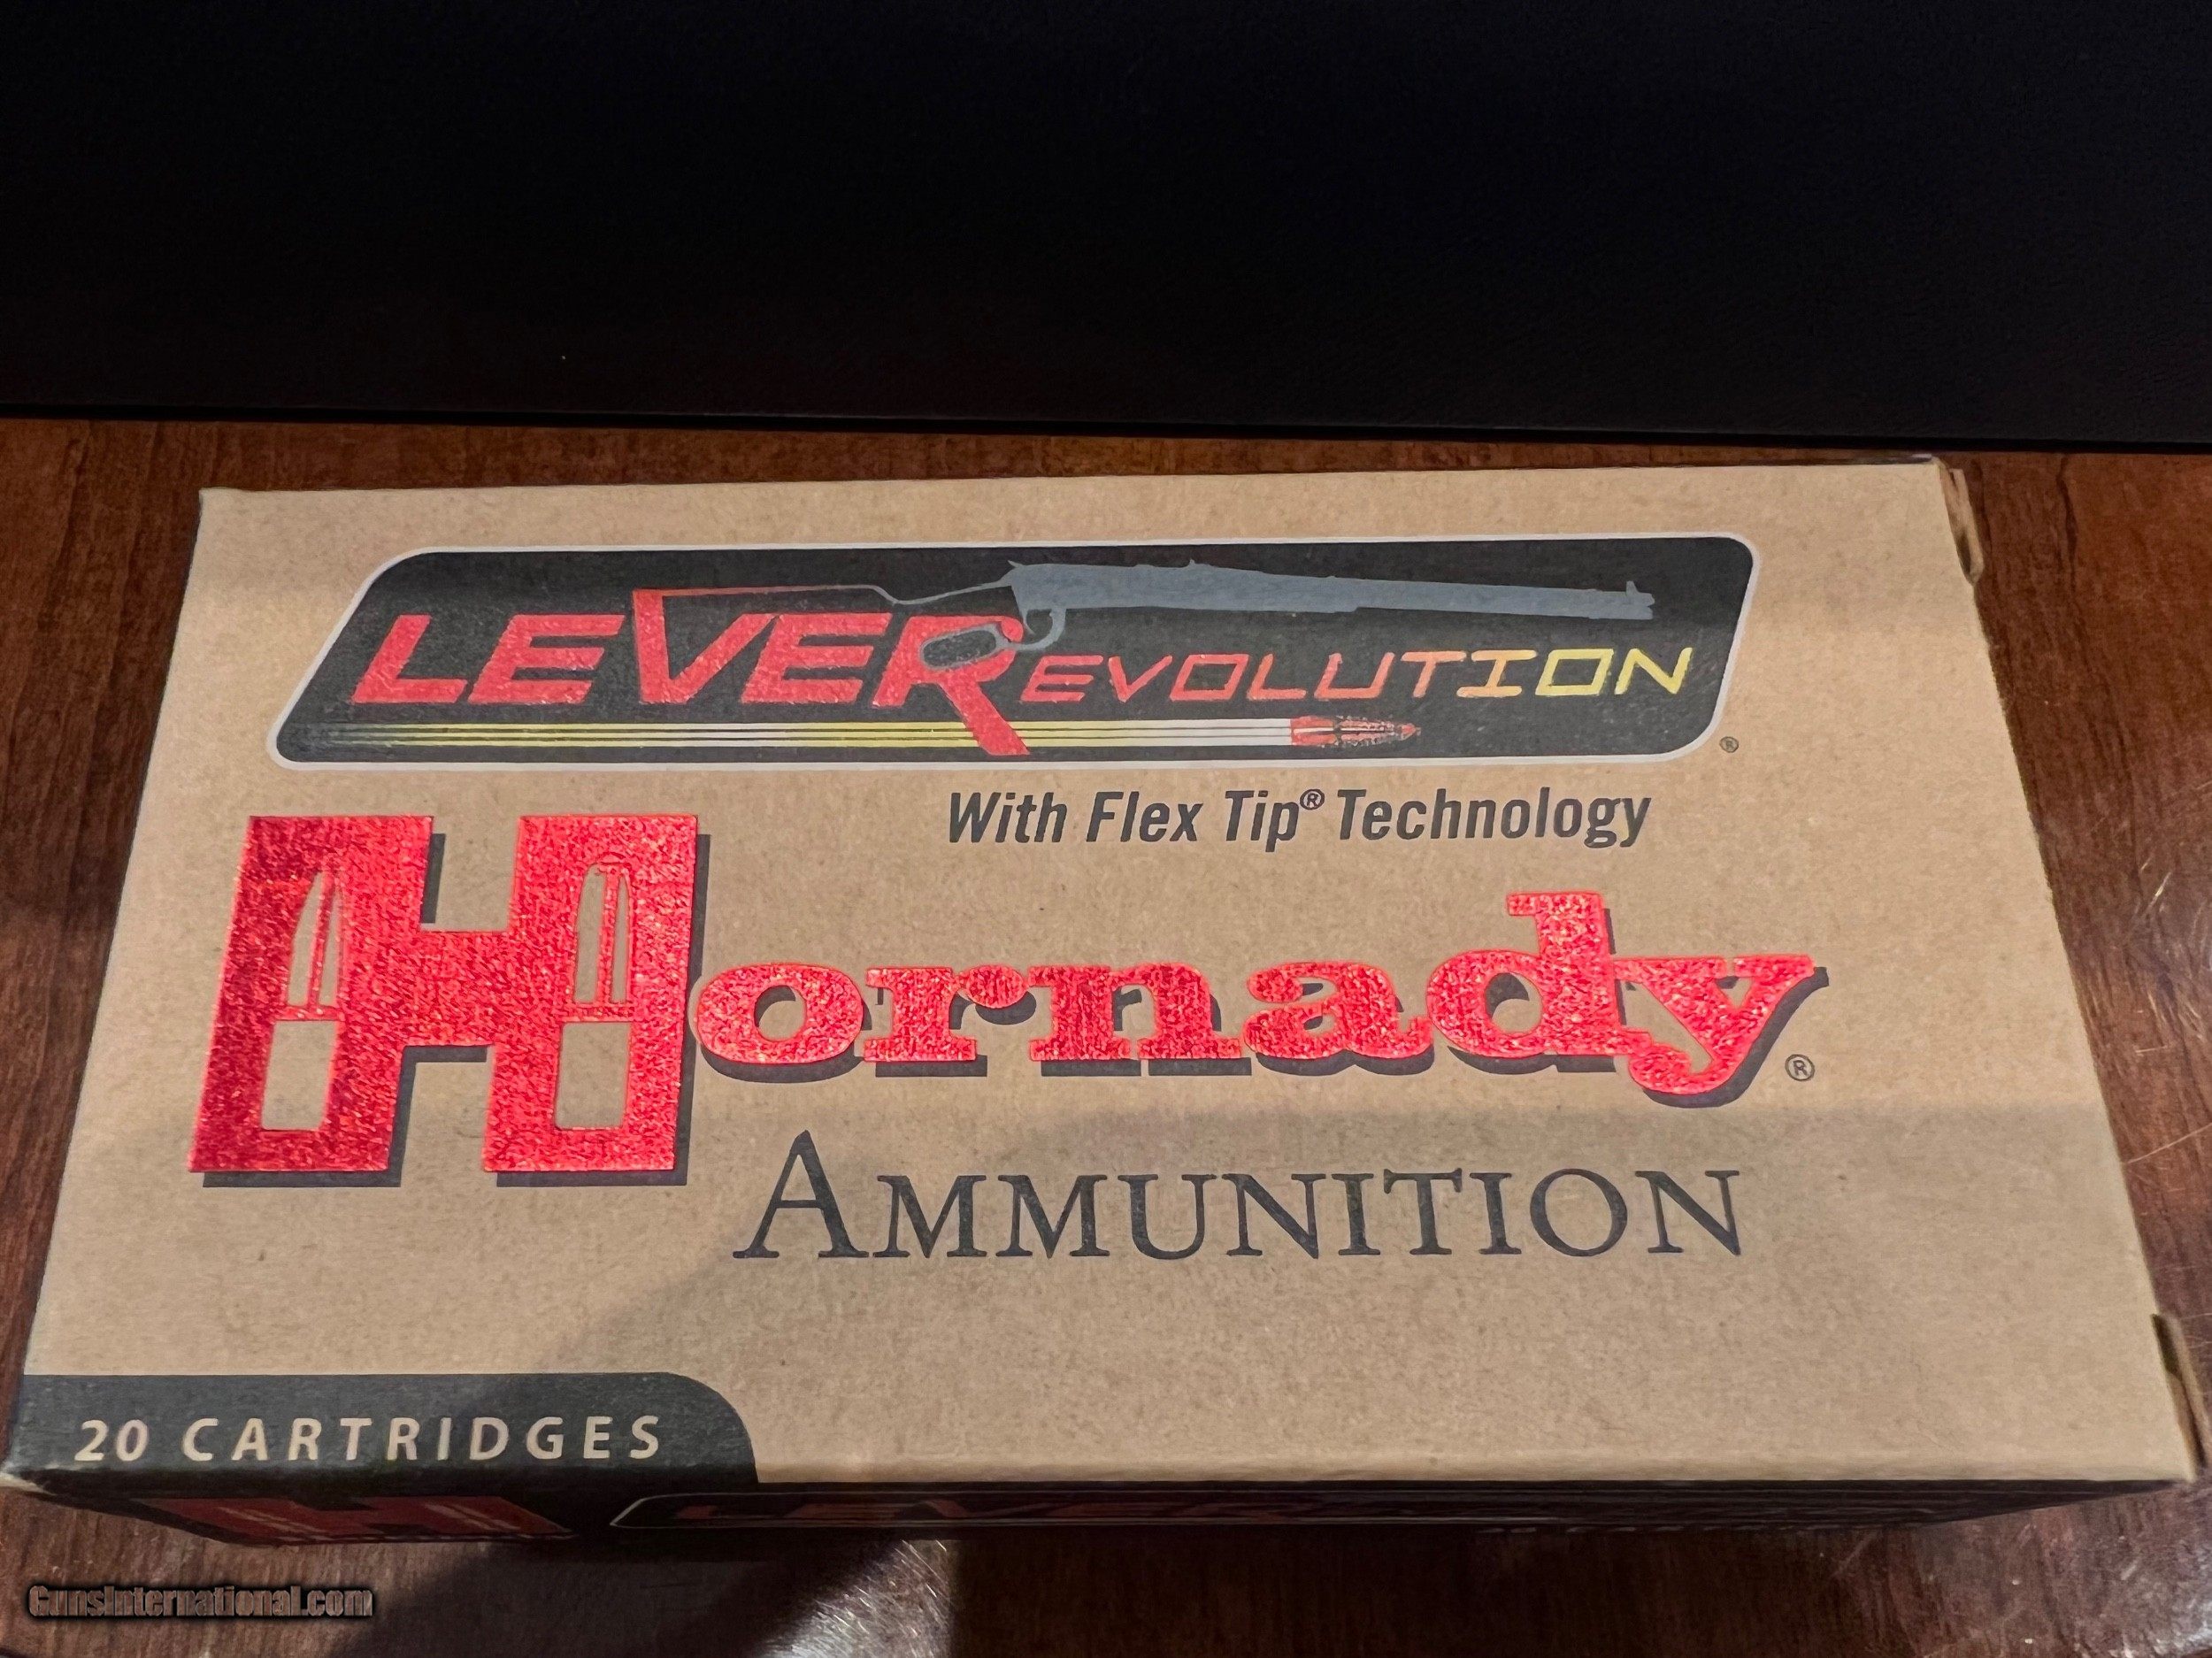 LEVEREVOLUTION
®
With Flex Tip® Technology
Hornady®
AMMUNITION
20 CARTRIDGES
GunsInternational.com